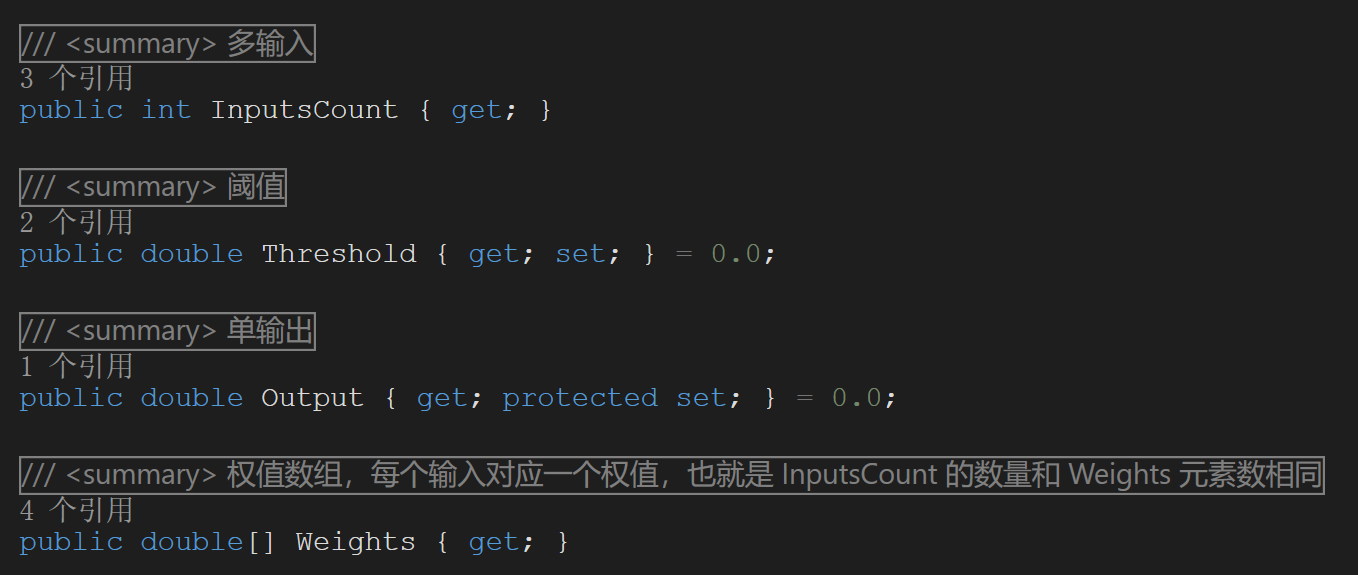 /// <summary> 多输入
3 个引用
public int InputsCount { get; }
/// <summary> 阈值
2 个引用
public double Threshold { get; set; } = 0.0;
/// <summary> 单输出
1 个引用
public double Output { get; protected set; } = 0.0;
/// <summary> 权值数组，每个输入对应一个权值，也就是 InputsCount 的数量和 Weights 元素数相同
4 个引用
public double[] Weights { get; }